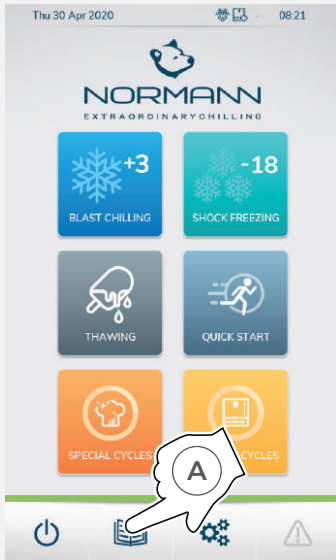 Thu 30 Apr 2020 08:21
NORMANN
EXTRAORDINARYCHILLING
+3 -18
BLAST CHILLING SHOCK FREEZING
THAWING QUICK START
SPECIAL CYCLES CYCLES
A